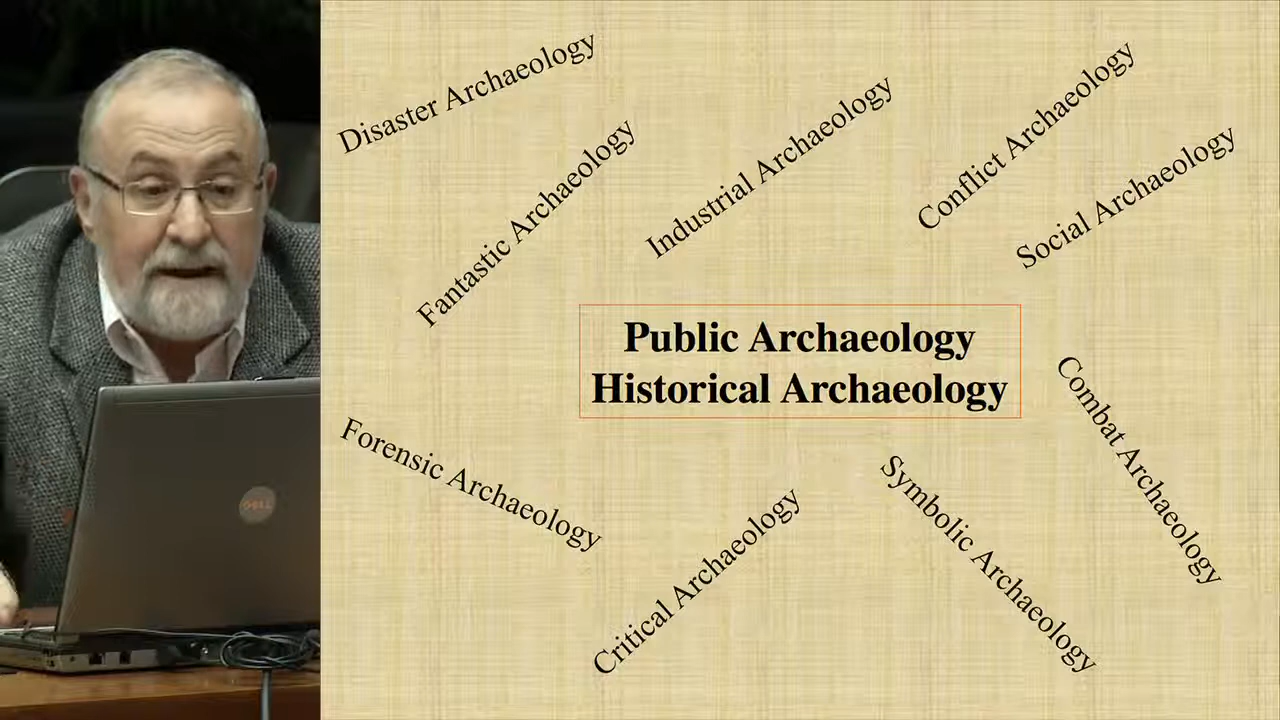 Disaster Archaeology
Fantastic Archaeology
Industrial Archaeology
Conflict Archaeology
Social Archaeology
Public Archaeology
Historical Archaeology
Combat Archaeology
Forensic Archaeology
Critical Archaeology
Symbolic Archaeology
DELL